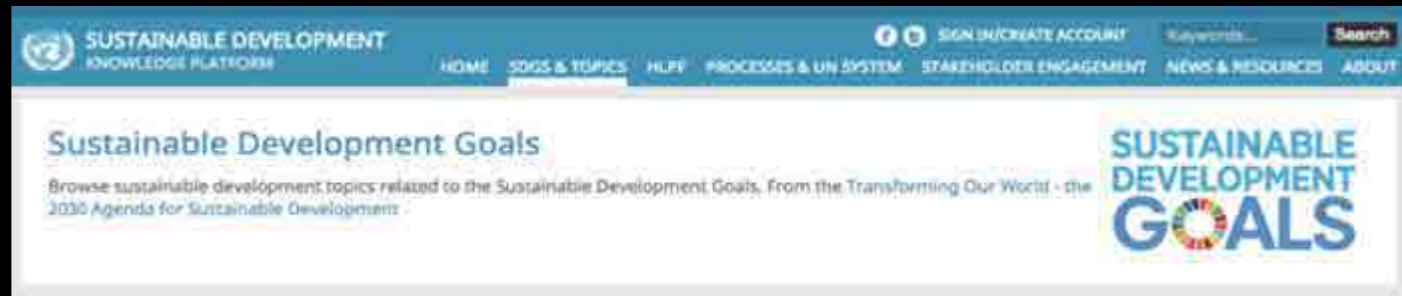 SUSTAINABLE DEVELOPMENT
KNOWLEDGE PLATFORM
SIGN IN/CREATE ACCOUNT
Keywords...
Search
HOME SDGS & TOPICS HLPF PROCESSES & UN SYSTEM STAKEHOLDER ENGAGEMENT NEWS & RESOURCES ABOUT
Sustainable Development Goals
Browse sustainable development topics related to the Sustainable Development Goals. From the Transforming Our World - the
2030 Agenda for Sustainable Development
SUSTAINABLE
DEVELOPMENT
GOALS